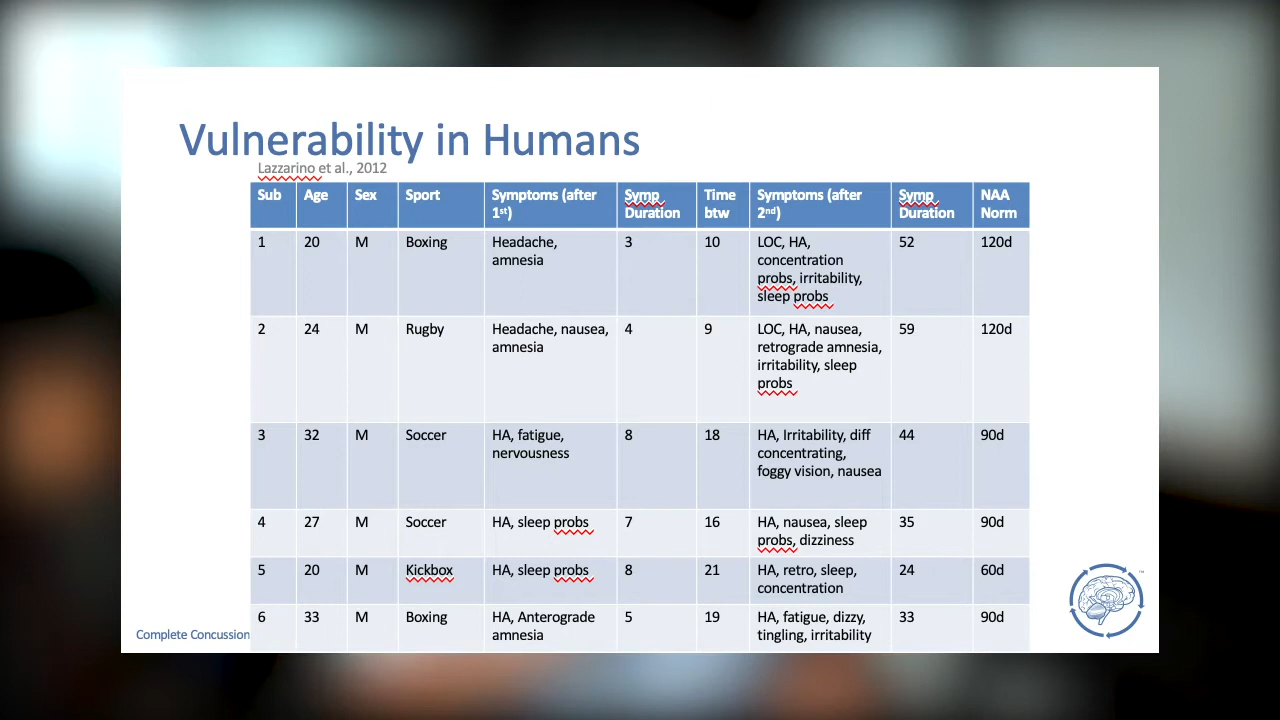 Vulnerability in Humans
Lazzarino et al., 2012
Sub Age Sex Sport Symptoms (after 1st) Symp Duration Time btw Symptoms (after 2nd) Symp Duration NAA Norm
1 20 M Boxing Headache, amnesia 3 10 LOC, HA, concentration probs, irritability, sleep probs 52 120d
2 24 M Rugby Headache, nausea, amnesia 4 9 LOC, HA, nausea, retrograde amnesia, irritability, sleep probs 59 120d
3 32 M Soccer HA, fatigue, nervousness 8 18 HA, Irritability, diff concentrating, foggy vision, nausea 44 90d
4 27 M Soccer HA, sleep probs 7 16 HA, nausea, sleep probs, dizziness 35 90d
5 20 M Kickbox HA, sleep probs 8 21 HA, retro, sleep, concentration 24 60d
6 33 M Boxing HA, Anterograde amnesia 5 19 HA, fatigue, dizzy, tingling, irritability 33 90d
Complete Concussion